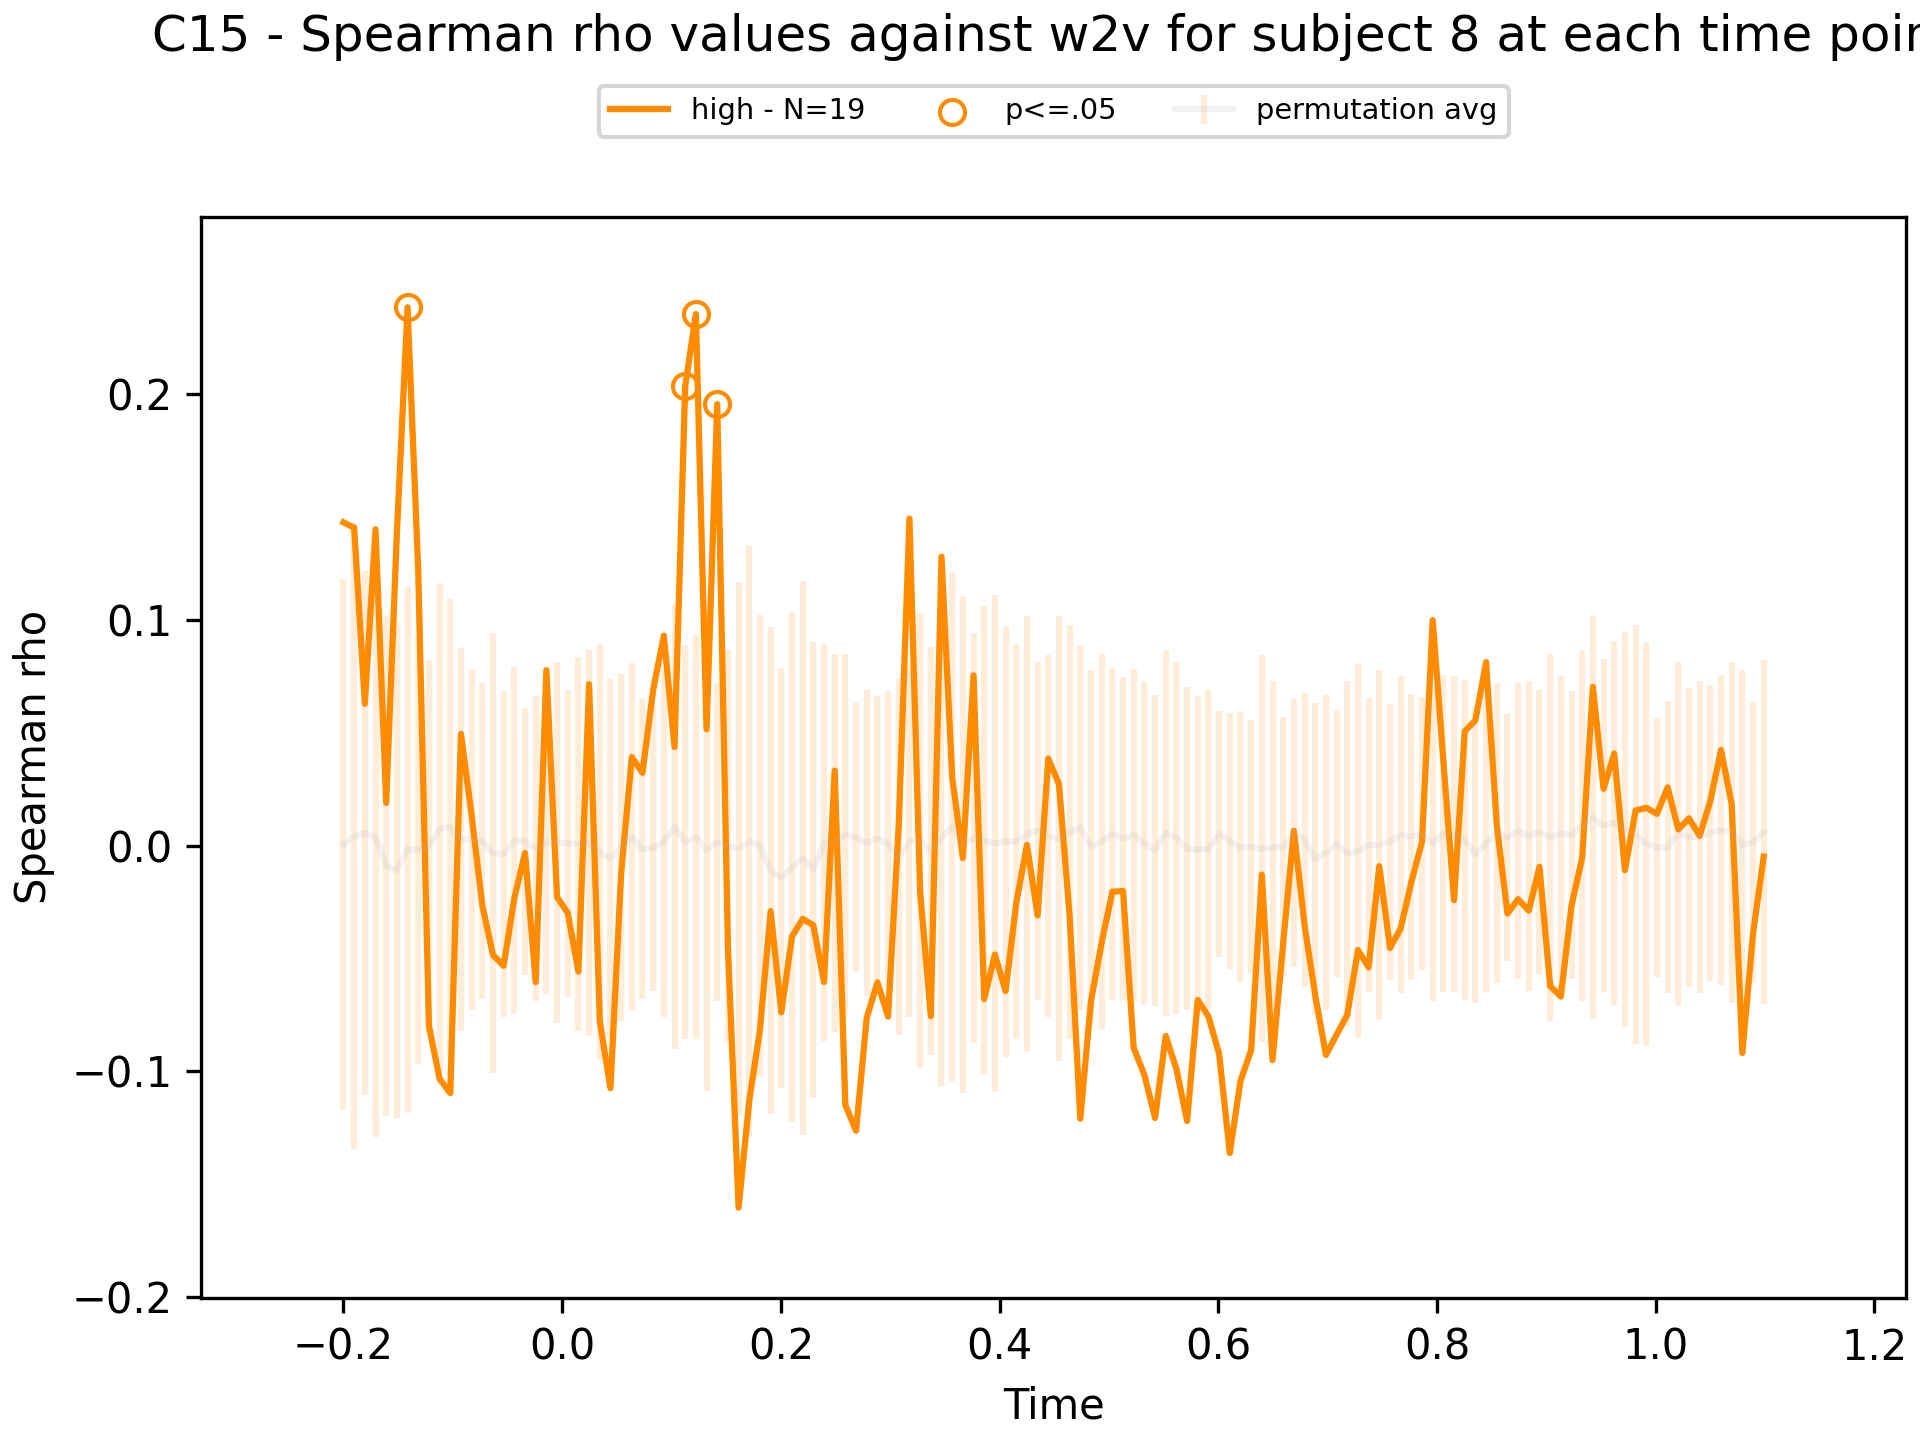 C15 - Spearman rho values against w2v for subject 8 at each time poin
high - N=19 p<=.05 permutation avg
0.2
0.1
0.0
−0.1
−0.2
Spearman rho
−0.2 0.0 0.2 0.4 0.6 0.8 1.0 1.2
Time